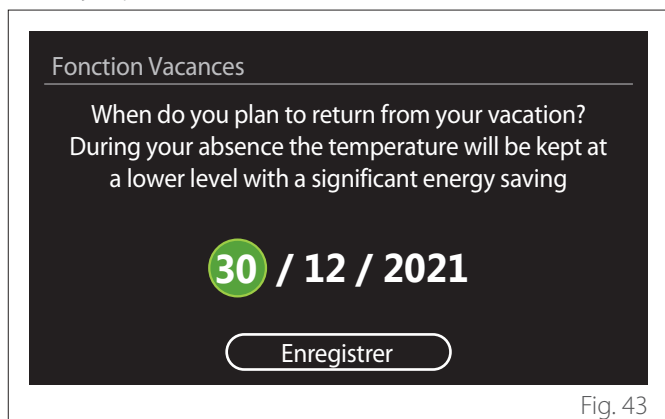 Fonction Vacances
When do you plan to return from your vacation?
During your absence the temperature will be kept at
a lower level with a significant energy saving
30 / 12 / 2021
Enregistrer
Fig. 43